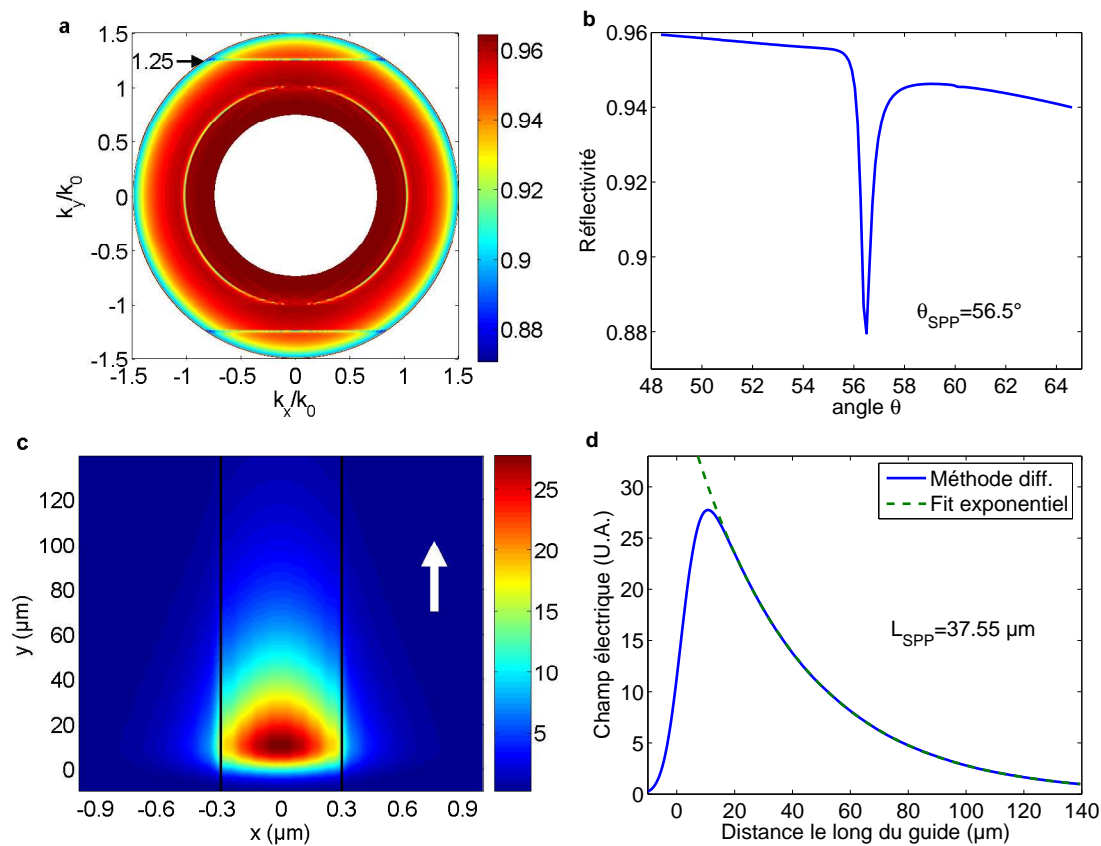 a
1.25
k_y/k_0
1.5
1
0.5
0
-0.5
-1
-1.5
-1.5 -1 -0.5 0 0.5 1 1.5
k_x/k_0
0.96
0.94
0.92
0.9
0.88
b
Réflectivité
0.96
0.94
0.92
0.9
0.88
θ_SPP=56.5°
48 50 52 54 56 58 60 62 64
angle θ
c
y (µm)
120
100
80
60
40
20
0
-0.9 -0.6 -0.3 0 0.3 0.6 0.9
x (µm)
25
20
15
10
5
d
Champ électrique (U.A.)
30
25
20
15
10
5
0
Méthode diff.
Fit exponentiel
L_SPP=37.55 µm
0 20 40 60 80 100 120 140
Distance le long du guide (µm)